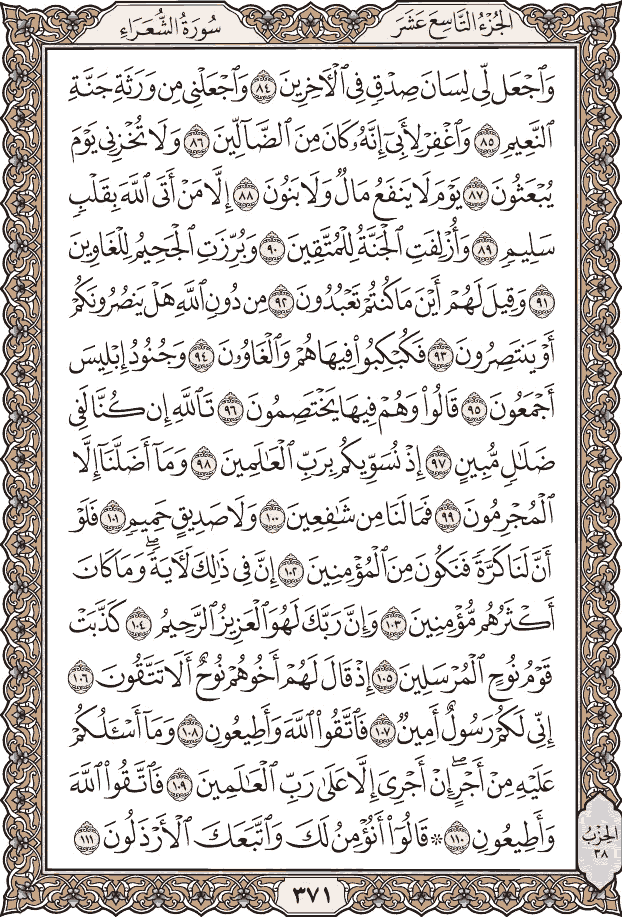 الجُزْءُ التَّاسِعَ عَشَرَ
سُورَةُ الشُّعَرَاءِ
وَٱجْعَل لِّى لِسَانَ صِدْقٍ فِى ٱلْـَٔاخِرِينَ ٨٤ وَٱجْعَلْنِى مِن وَرَثَةِ جَنَّةِ
ٱلنَّعِيمِ ٨٥ وَٱغْفِرْ لِأَبِىٓ إِنَّهُۥ كَانَ مِنَ ٱلضَّآلِّينَ ٨٦ وَلَا تُخْزِنِى يَوْمَ
يُبْعَثُونَ ٨٧ يَوْمَ لَا يَنفَعُ مَالٌ وَلَا بَنُونَ ٨٨ إِلَّا مَنْ أَتَى ٱللَّهَ بِقَلْبٍ
سَلِيمٍ ٨٩ وَأُزْلِفَتِ ٱلْجَنَّةُ لِلْمُتَّقِينَ ٩٠ وَبُرِّزَتِ ٱلْجَحِيمُ لِلْغَاوِينَ
٩١ وَقِيلَ لَهُمْ أَيْنَ مَا كُنتُمْ تَعْبُدُونَ ٩٢ مِن دُونِ ٱللَّهِ هَلْ يَنصُرُونَكُمْ
أَوْ يَنتَصِرُونَ ٩٣ فَكُبْكِبُوا۟ فِيهَا هُمْ وَٱلْغَاوُۥنَ ٩٤ وَجُنُودُ إِبْلِيسَ
أَجْمَعُونَ ٩٥ قَالُوا۟ وَهُمْ فِيهَا يَخْتَصِمُونَ ٩٦ تَٱللَّهِ إِن كُنَّا لَفِى
ضَلَٰلٍ مُّبِينٍ ٩٧ إِذْ نُسَوِّيكُم بِرَبِّ ٱلْعَٰلَمِينَ ٩٨ وَمَآ أَضَلَّنَآ إِلَّا
ٱلْمُجْرِمُونَ ٩٩ فَمَا لَنَا مِن شَٰفِعِينَ ١٠٠ وَلَا صَدِيقٍ حَمِيمٍ ١٠١ فَلَوْ
أَنَّ لَنَا كَرَّةً فَنَكُونَ مِنَ ٱلْمُؤْمِنِينَ ١٠٢ إِنَّ فِى ذَٰلِكَ لَـَٔايَةً ۖ وَمَا كَانَ
أَكْثَرُهُم مُّؤْمِنِينَ ١٠٣ وَإِنَّ رَبَّكَ لَهُوَ ٱلْعَزِيزُ ٱلرَّحِيمُ ١٠٤ كَذَّبَتْ
قَوْمُ نُوحٍ ٱلْمُرْسَلِينَ ١٠٥ إِذْ قَالَ لَهُمْ أَخُوهُمْ نُوحٌ أَلَا تَتَّقُونَ ١٠٦
إِنِّى لَكُمْ رَسُولٌ أَمِينٌ ١٠٧ فَٱتَّقُوا۟ ٱللَّهَ وَأَطِيعُونِ ١٠٨ وَمَآ أَسْـَٔلُكُمْ
عَلَيْهِ مِنْ أَجْرٍ ۖ إِنْ أَجْرِىَ إِلَّا عَلَىٰ رَبِّ ٱلْعَٰلَمِينَ ١٠٩ فَٱتَّقُوا۟ ٱللَّهَ
وَأَطِيعُونِ ١١٠ ۞ قَالُوٓا۟ أَنُؤْمِنُ لَكَ وَٱتَّبَعَكَ ٱلْأَرْذَلُونَ ١١١
الحِزْبُ
٣٨
٣٧١